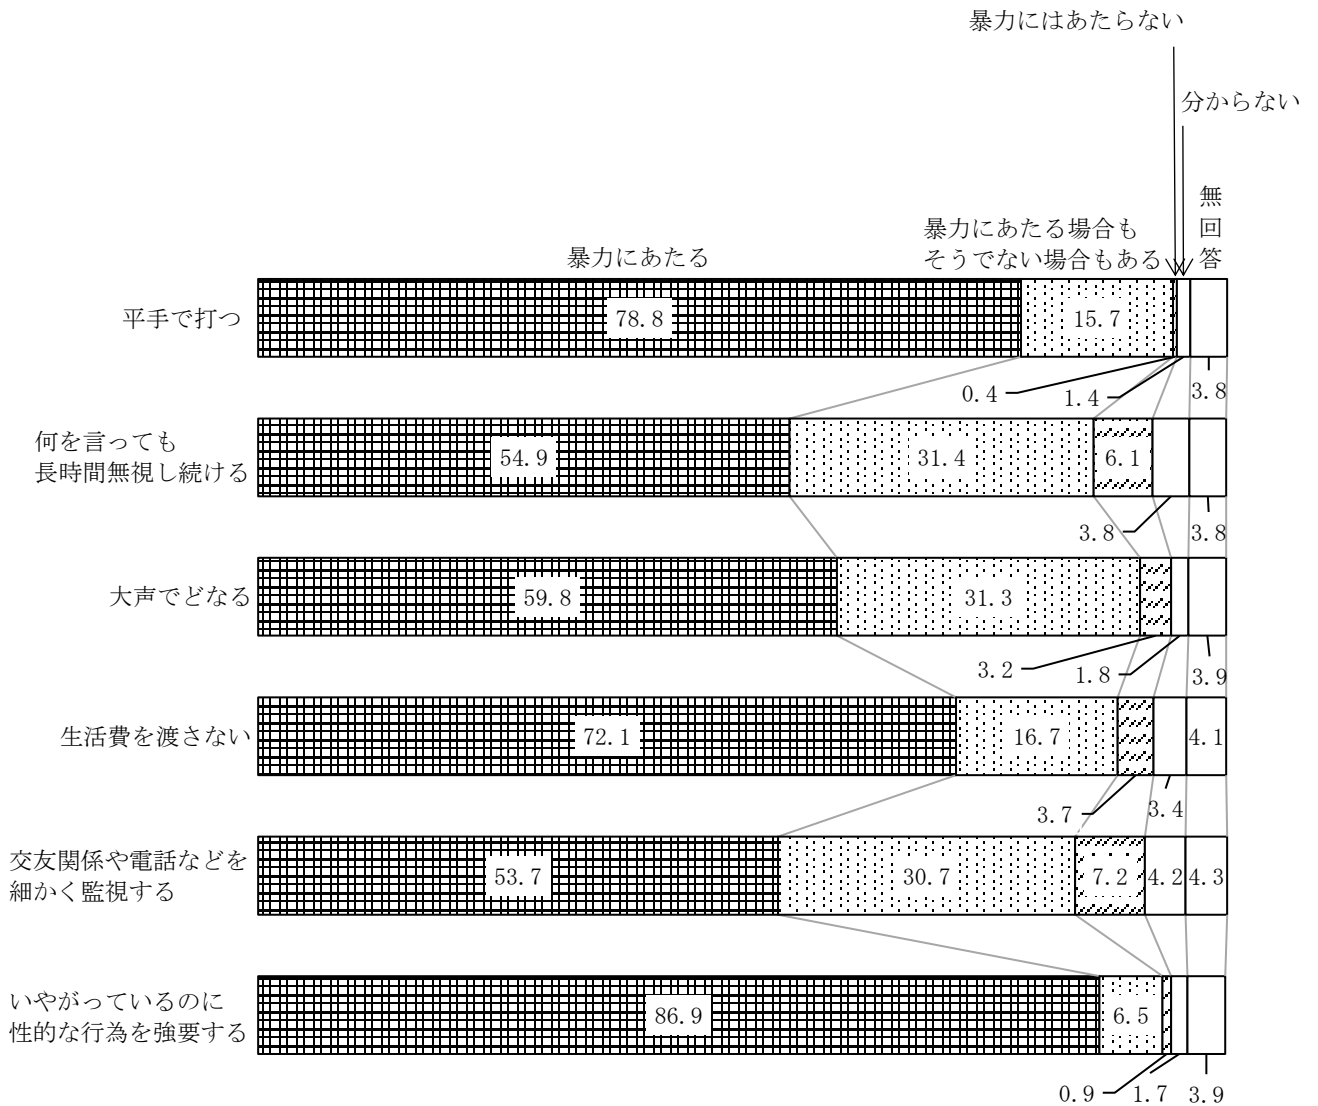 暴力にはあたらない
分からない
無回答
暴力にあたる
暴力にあたる場合も
そうでない場合もある
平手で打つ
78.8
15.7
0.4
1.4
3.8
何を言っても
長時間無視し続ける
54.9
31.4
6.1
3.8
3.8
大声でどなる
59.8
31.3
3.2
1.8
3.9
生活費を渡さない
72.1
16.7
4.1
3.7
3.4
交友関係や電話などを
細かく監視する
53.7
30.7
7.2
4.2
4.3
いやがっているのに
性的な行為を強要する
86.9
6.5
0.9
1.7
3.9